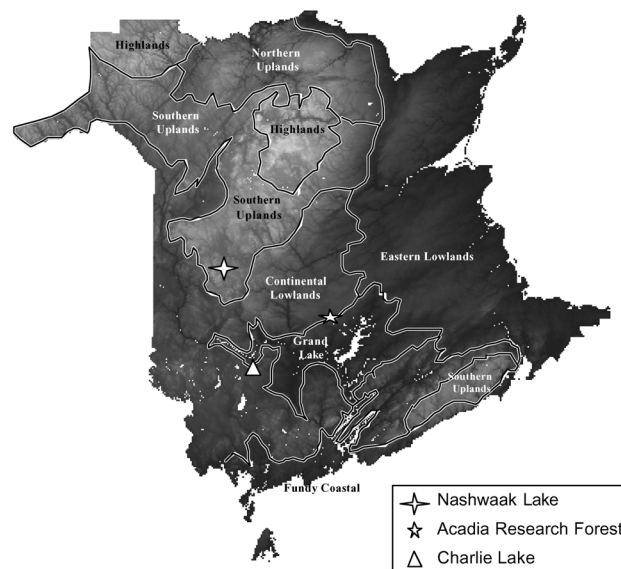 Highlands
Northern
Uplands
Southern
Uplands
Highlands
Southern
Uplands
Eastern Lowlands
Continental
Lowlands
Grand
Lake
Southern
Uplands
Fundy Coastal
Nashwaak Lake
Acadia Research Forest
Charlie Lake